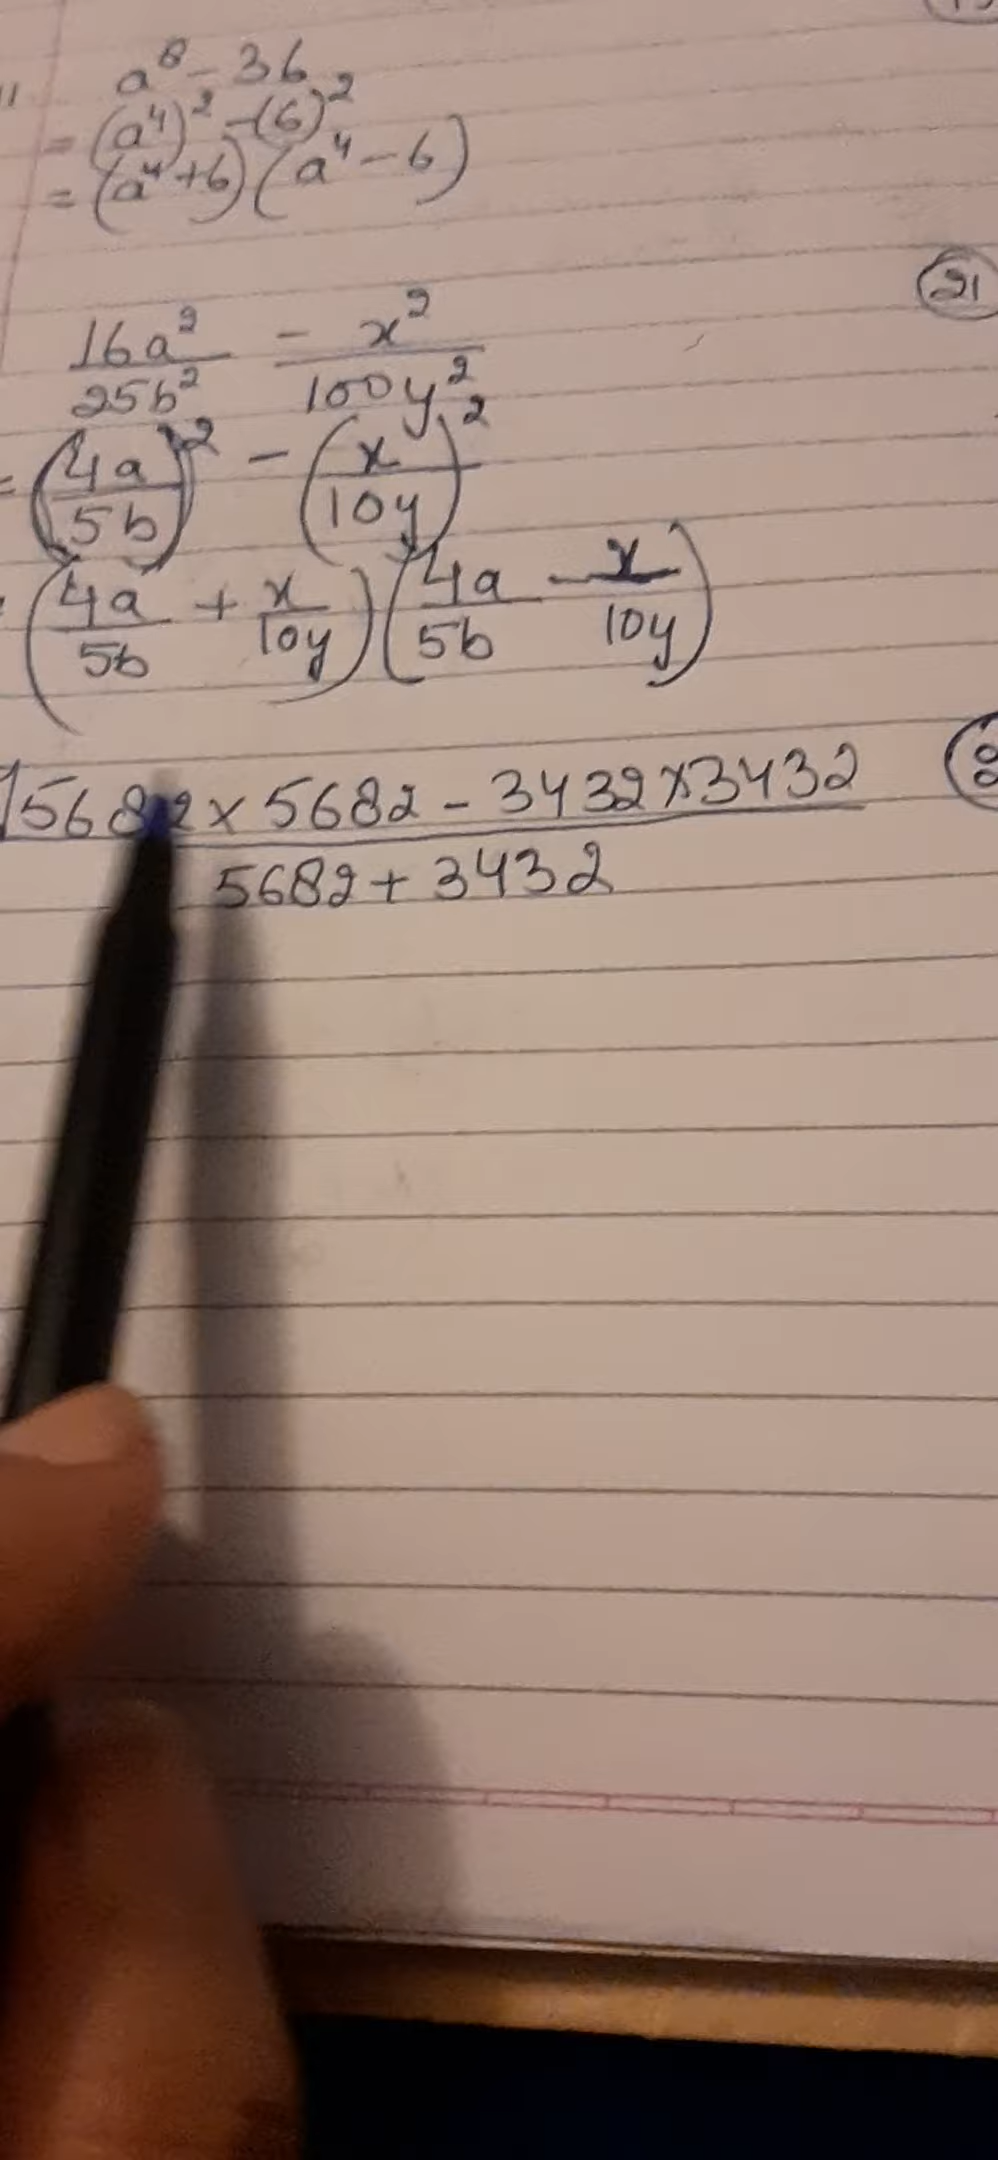 a⁸ - 36
= (a⁴)² - (6)²
= (a⁴ + 6)(a⁴ - 6)
21
16a²/25b² - x²/100y²
= (4a/5b)² - (x/10y)²
= (4a/5b + x/10y)(4a/5b - x/10y)
5682 × 5682 - 3432 × 3432
5682 + 3432